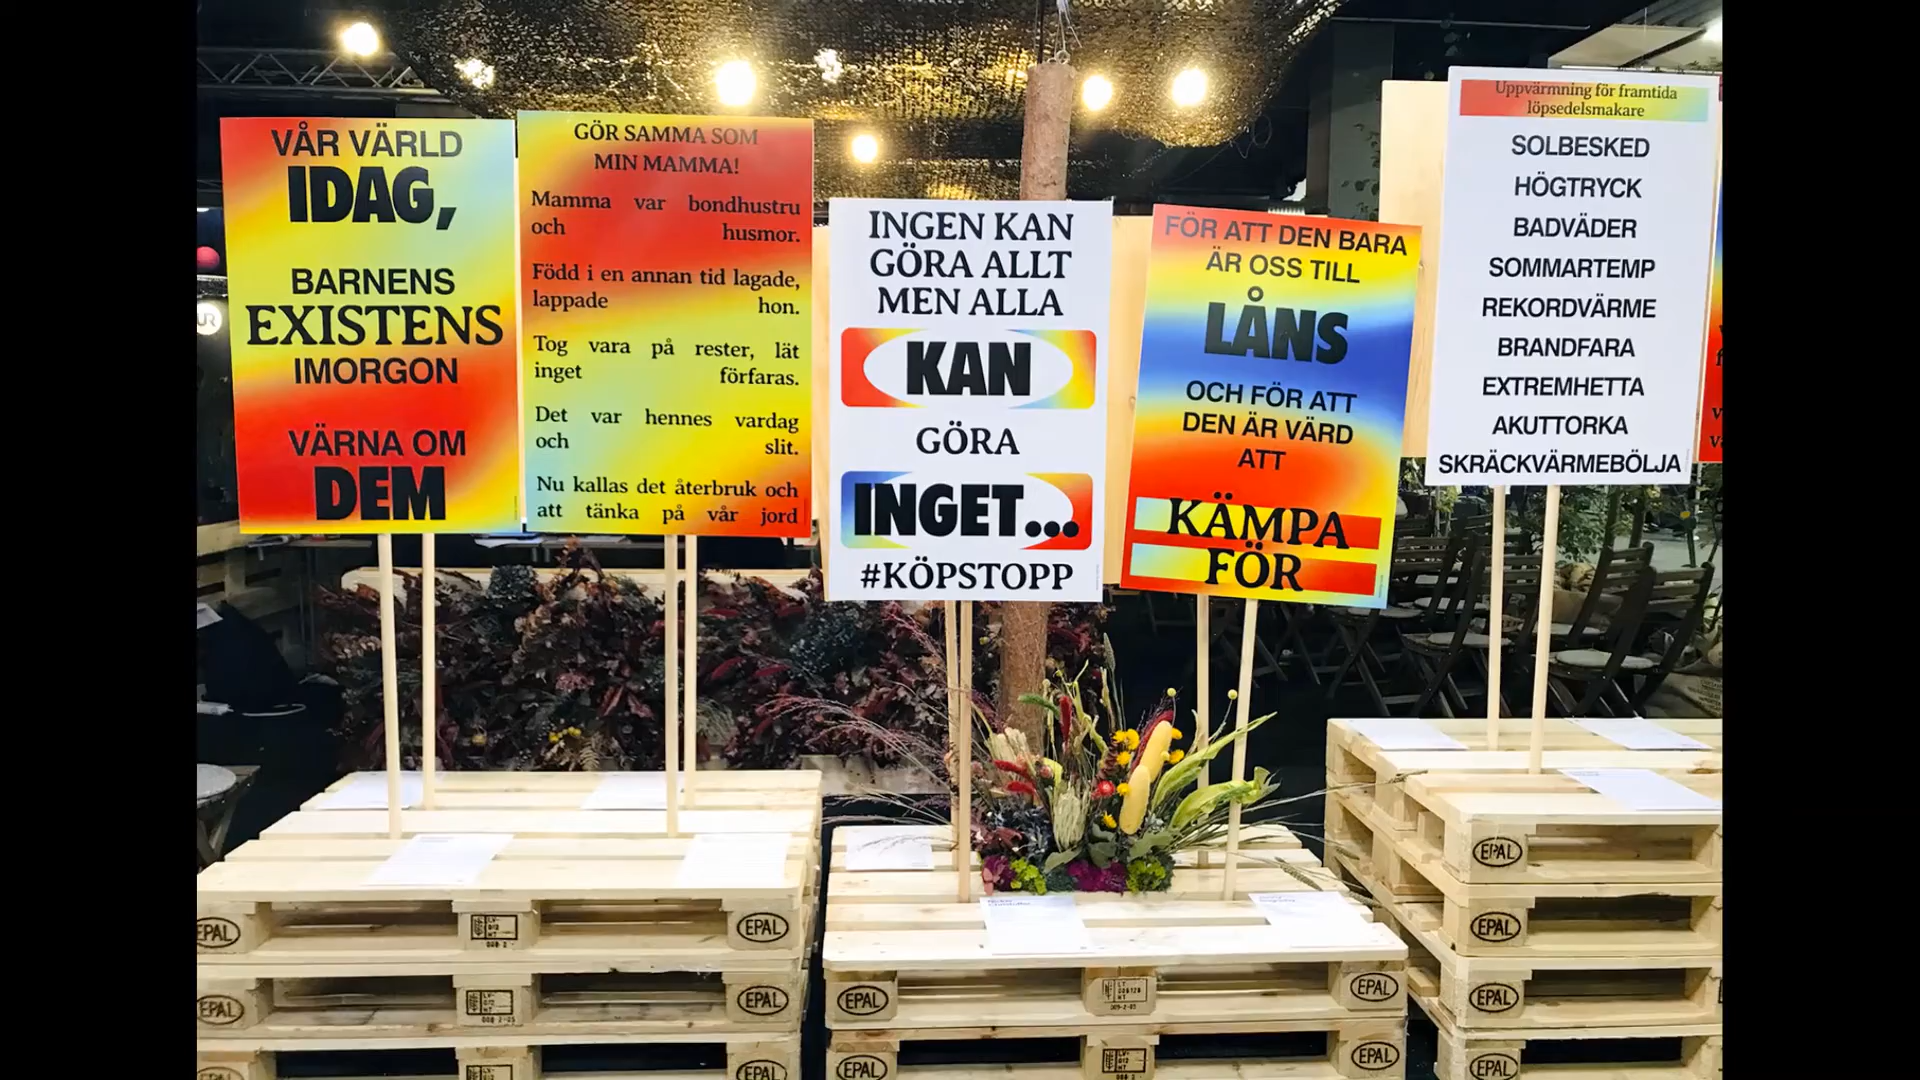 VÅR VÄRLD
IDAG,
BARNENS
EXISTENS
IMORGON
VÄRNA OM
DEM
GÖR SAMMA SOM
MIN MAMMA!
Mamma var bondhustru
och husmor.
Född i en annan tid lagade,
lappade hon.
Tog vara på rester, lät
inget förfaras.
Det var hennes vardag
och slit.
Nu kallas det återbruk och
att tänka på vår jord
INGEN KAN
GÖRA ALLT
MEN ALLA
KAN
GÖRA
INGET...
#KÖPSTOPP
FÖR ATT DEN BARA
ÄR OSS TILL
LÅNS
OCH FÖR ATT
DEN ÄR VÄRD
ATT
KÄMPA
FÖR
Uppvärmning för framtida
löpsedelsmakare
SOLBESKED
HÖGTRYCK
BADVÄDER
SOMMARTEMP
REKORDVÄRME
BRANDFARA
EXTREMHETTA
AKUTTORKA
SKRÄCKVÄRMEBÖLJA
UR
EPAL
EPAL
EPAL
EPAL
EPAL
EPAL
EPAL
EPAL
EPAL
EPAL
EPAL
EPAL
EPAL
EPAL